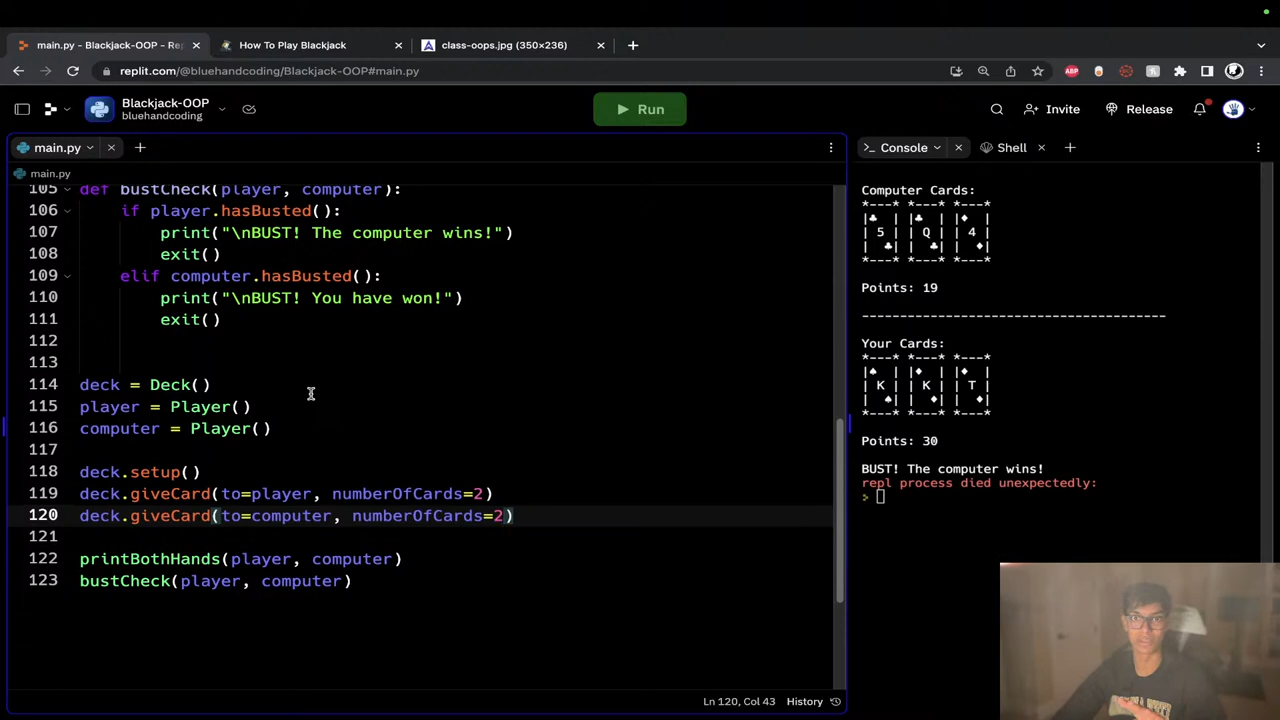 main.py - Blackjack-OOP - Rep
How To Play Blackjack
class-oops.jpg (350×236)
replit.com/@bluehandcoding/Blackjack-OOP#main.py
ABP
Blackjack-OOP
bluehandcoding
Run
Invite
Release
main.py
Console
Shell
main.py
105 def bustCheck(player, computer):
106 if player.hasBusted():
107 print("\nBUST! The computer wins!")
108 exit()
109 elif computer.hasBusted():
110 print("\nBUST! You have won!")
111 exit()
112
113
114 deck = Deck()
115 player = Player()
116 computer = Player()
117
118 deck.setup()
119 deck.giveCard(to=player, numberOfCards=2)
120 deck.giveCard(to=computer, numberOfCards=2)
121
122 printBothHands(player, computer)
123 bustCheck(player, computer)
Ln 120, Col 43
History
Computer Cards:
*---* *---* *---*
|♣ | |♣ | |♦ |
| 5 | | Q | | 4 |
| ♣| | ♣| | ♦|
*---* *---* *---*
Points: 19
---------------------------------------
Your Cards:
*---* *---* *---*
|♠ | |♦ | |♦ |
| K | | K | | T |
| ♠| | ♦| | ♦|
*---* *---* *---*
Points: 30
BUST! The computer wins!
repl process died unexpectedly:
>